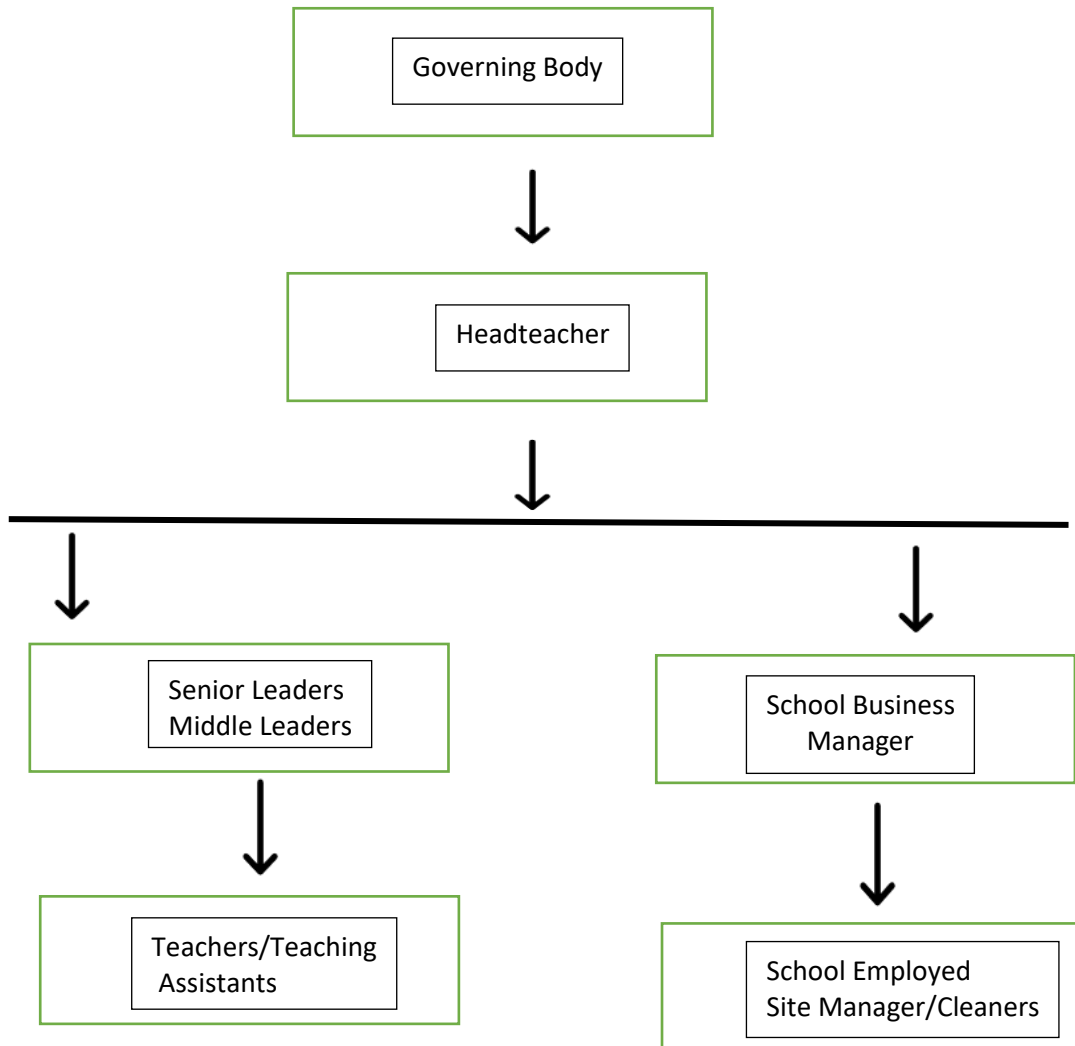 Governing Body
Headteacher
Senior Leaders
Middle Leaders
School Business
Manager
Teachers/Teaching
Assistants
School Employed
Site Manager/Cleaners